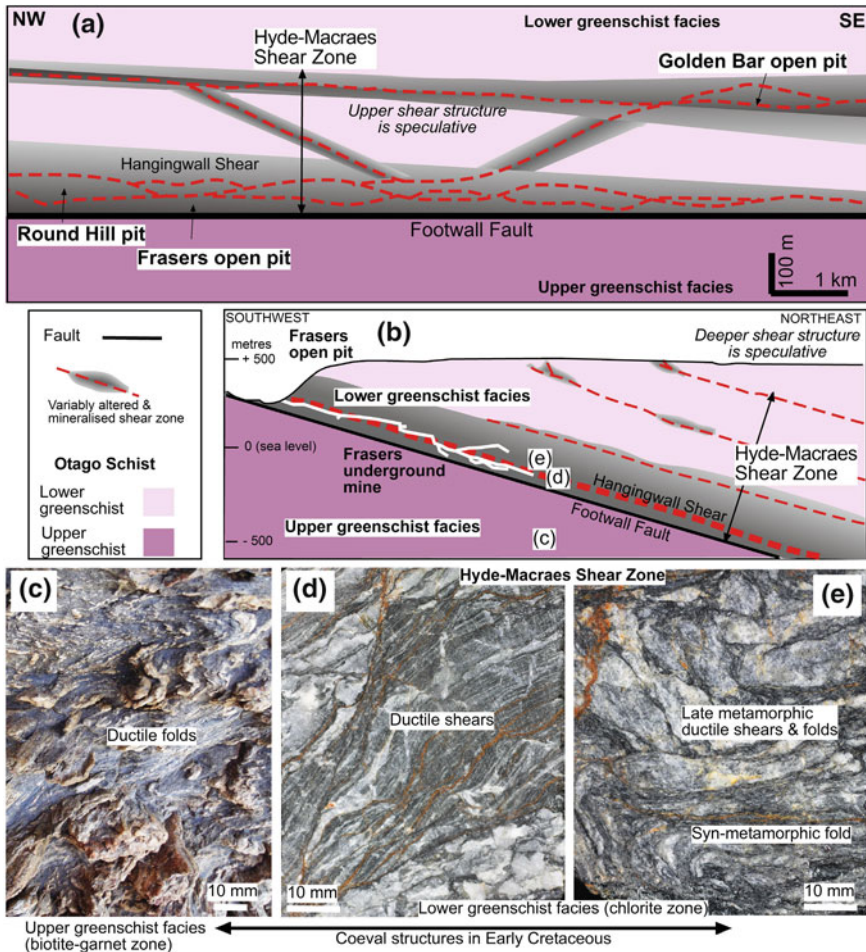 NW
(a)
Lower greenschist facies
SE
Hyde-Macraes
Shear Zone
Golden Bar open pit
Upper shear structure
is speculative
Hangingwall Shear
Round Hill pit
Frasers open pit
Footwall Fault
Upper greenschist facies
100 m
1 km
Fault
Variably altered &
mineralised shear zone
Otago Schist
Lower
greenschist
Upper
greenschist
SOUTHWEST
(b)
NORTHEAST
metres
+ 500
Frasers
open pit
Deeper shear structure
is speculative
Lower greenschist facies
0 (sea level)
Frasers
underground
mine
(e)
(d)
Hyde-Macraes
Shear Zone
Hangingwall Shear
Footwall Fault
Upper greenschist facies
(c)
- 500
Hyde-Macraes Shear Zone
(c)
(d)
(e)
Ductile folds
Ductile shears
Late metamorphic
ductile shears & folds
Syn-metamorphic fold
10 mm
10 mm
10 mm
Lower greenschist facies (chlorite zone)
Upper greenschist facies
(biotite-garnet zone)
Coeval structures in Early Cretaceous